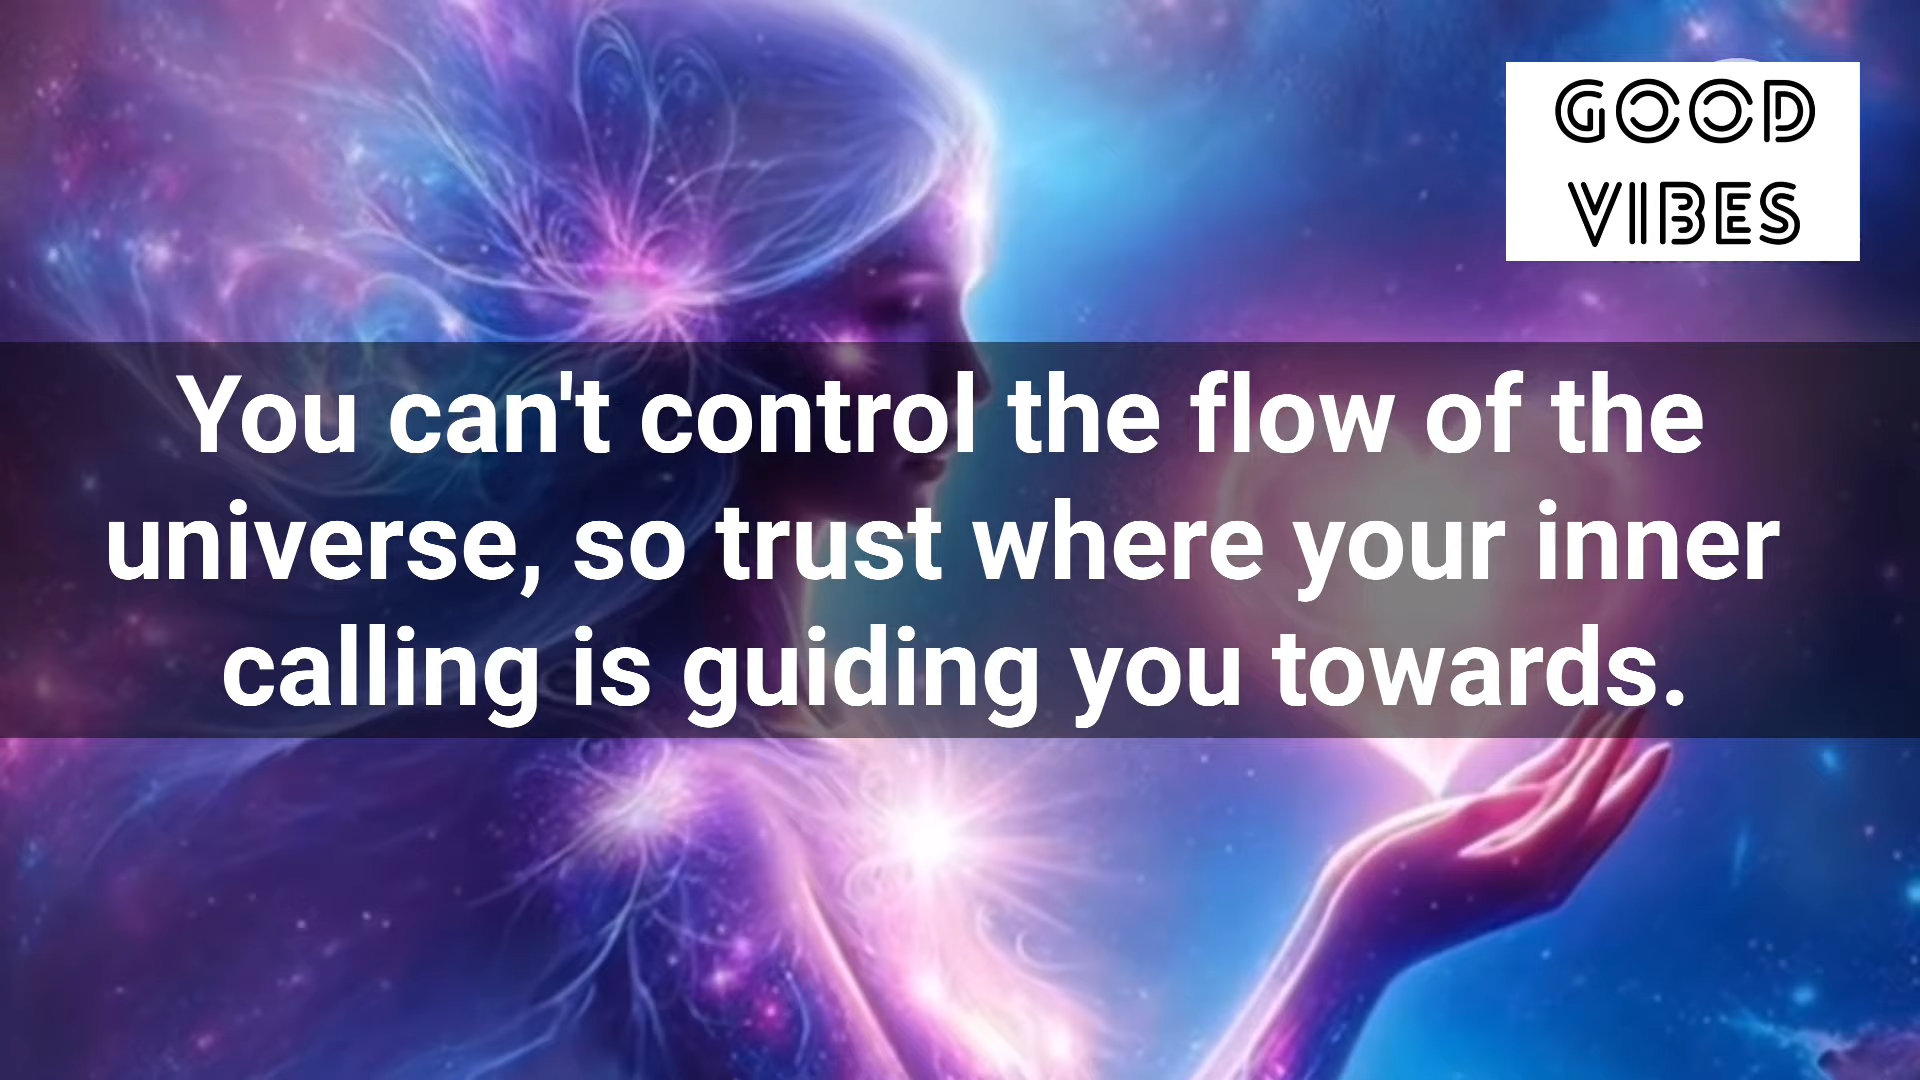 GOOD
VIBES
You can't control the flow of the
universe, so trust where your inner
calling is guiding you towards.